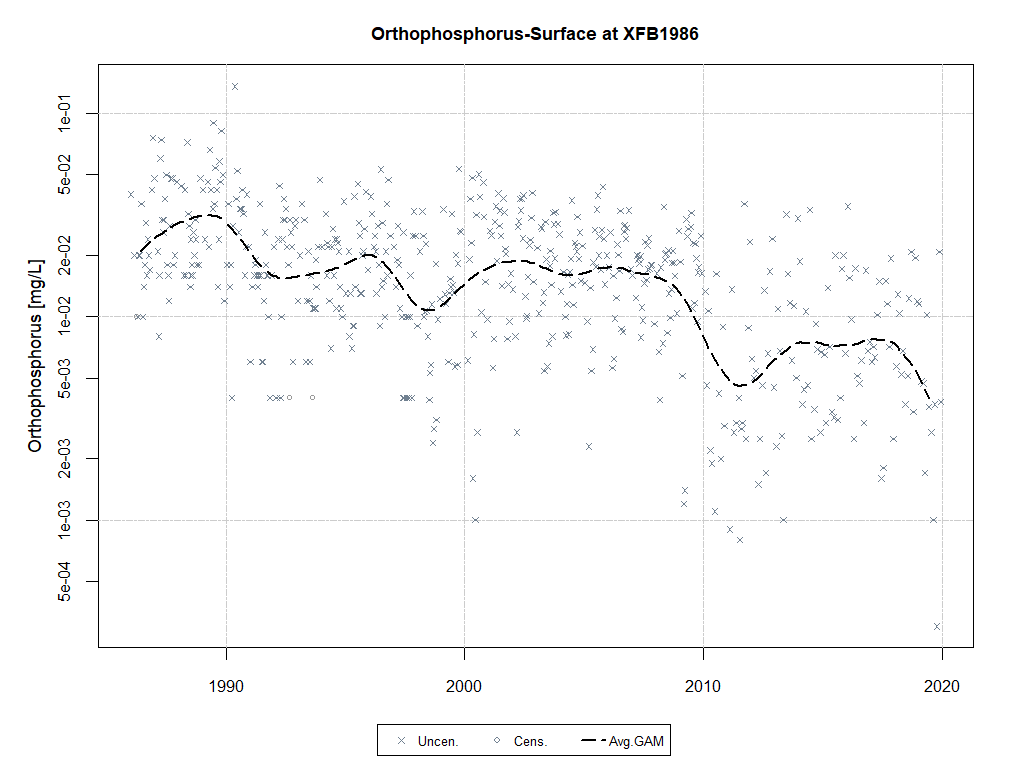 Orthophosphorus-Surface at XFB1986
Orthophosphorus [mg/L]
1e-01
5e-02
2e-02
1e-02
5e-03
2e-03
1e-03
5e-04
1990 2000 2010 2020
Uncen. Cens. Avg.GAM